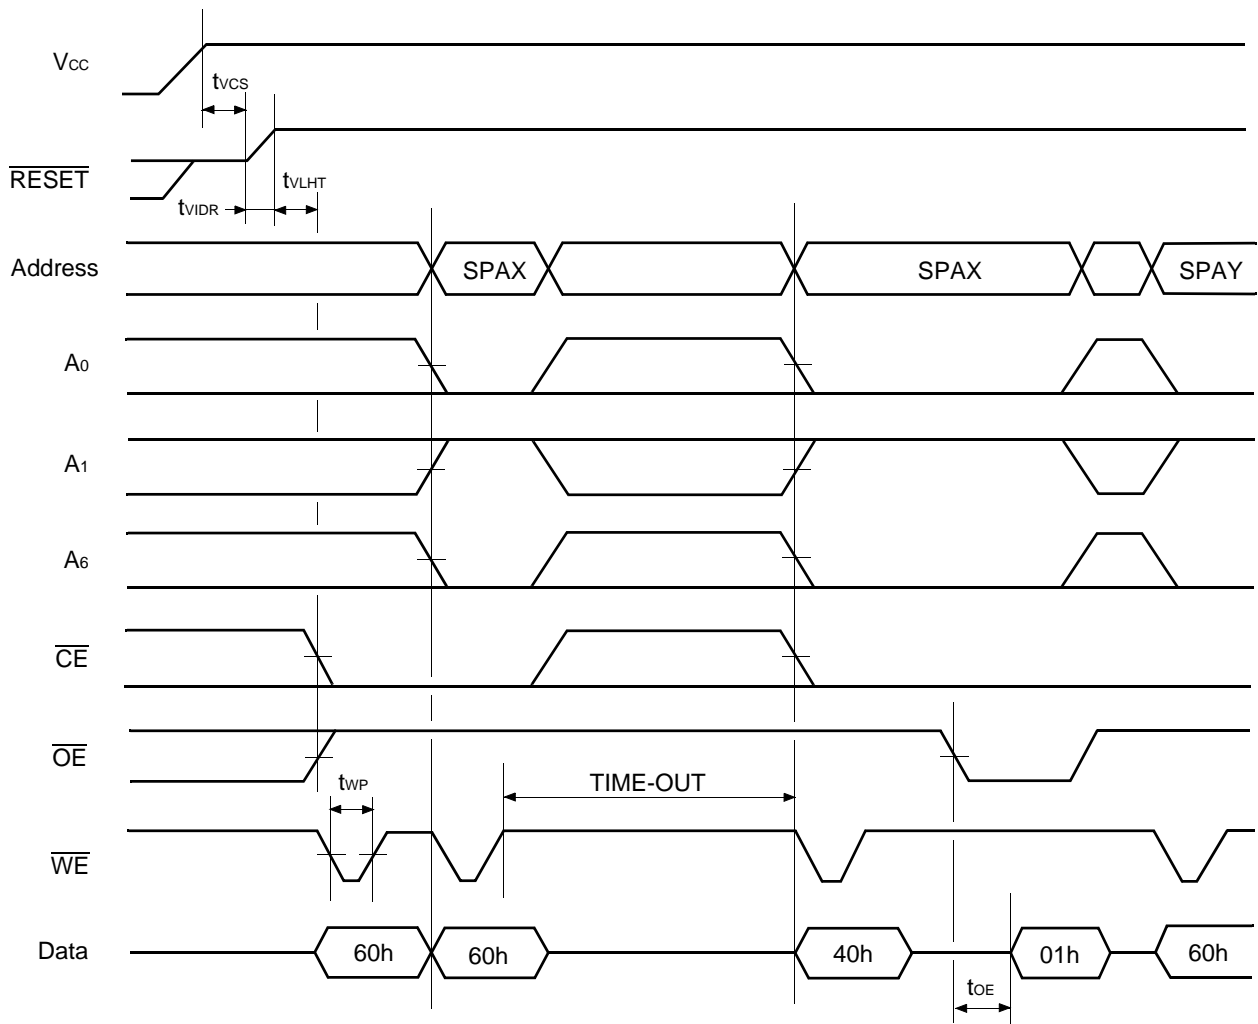 VCC
tVCS
RESET
tVLHT
tVIDR
Address
SPAX
SPAX
SPAY
A0
A1
A6
CE
OE
tWP
TIME-OUT
WE
Data
60h
60h
40h
01h
60h
tOE